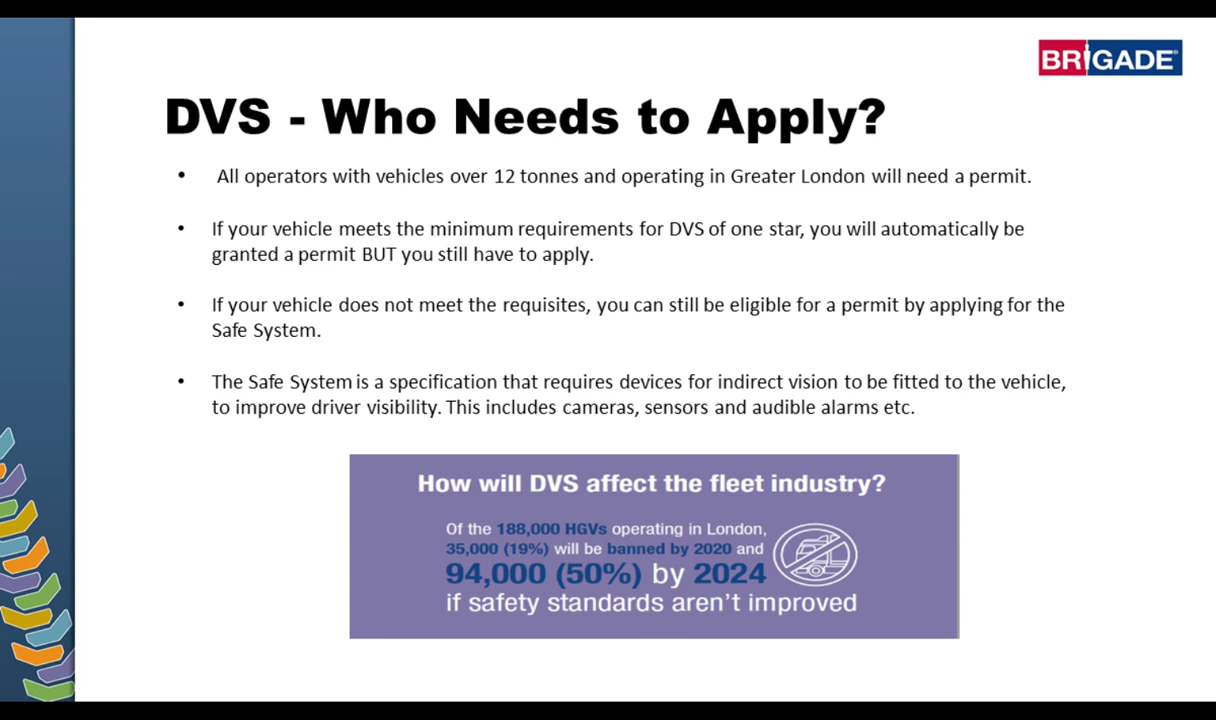 BRIGADE
DVS - Who Needs to Apply?
• All operators with vehicles over 12 tonnes and operating in Greater London will need a permit.
• If your vehicle meets the minimum requirements for DVS of one star, you will automatically be
granted a permit BUT you still have to apply.
• If your vehicle does not meet the requisites, you can still be eligible for a permit by applying for the
Safe System.
• The Safe System is a specification that requires devices for indirect vision to be fitted to the vehicle,
to improve driver visibility. This includes cameras, sensors and audible alarms etc.
How will DVS affect the fleet industry?
Of the 188,000 HGVs operating in London,
35,000 (19%) will be banned by 2020 and
94,000 (50%) by 2024
if safety standards aren't improved